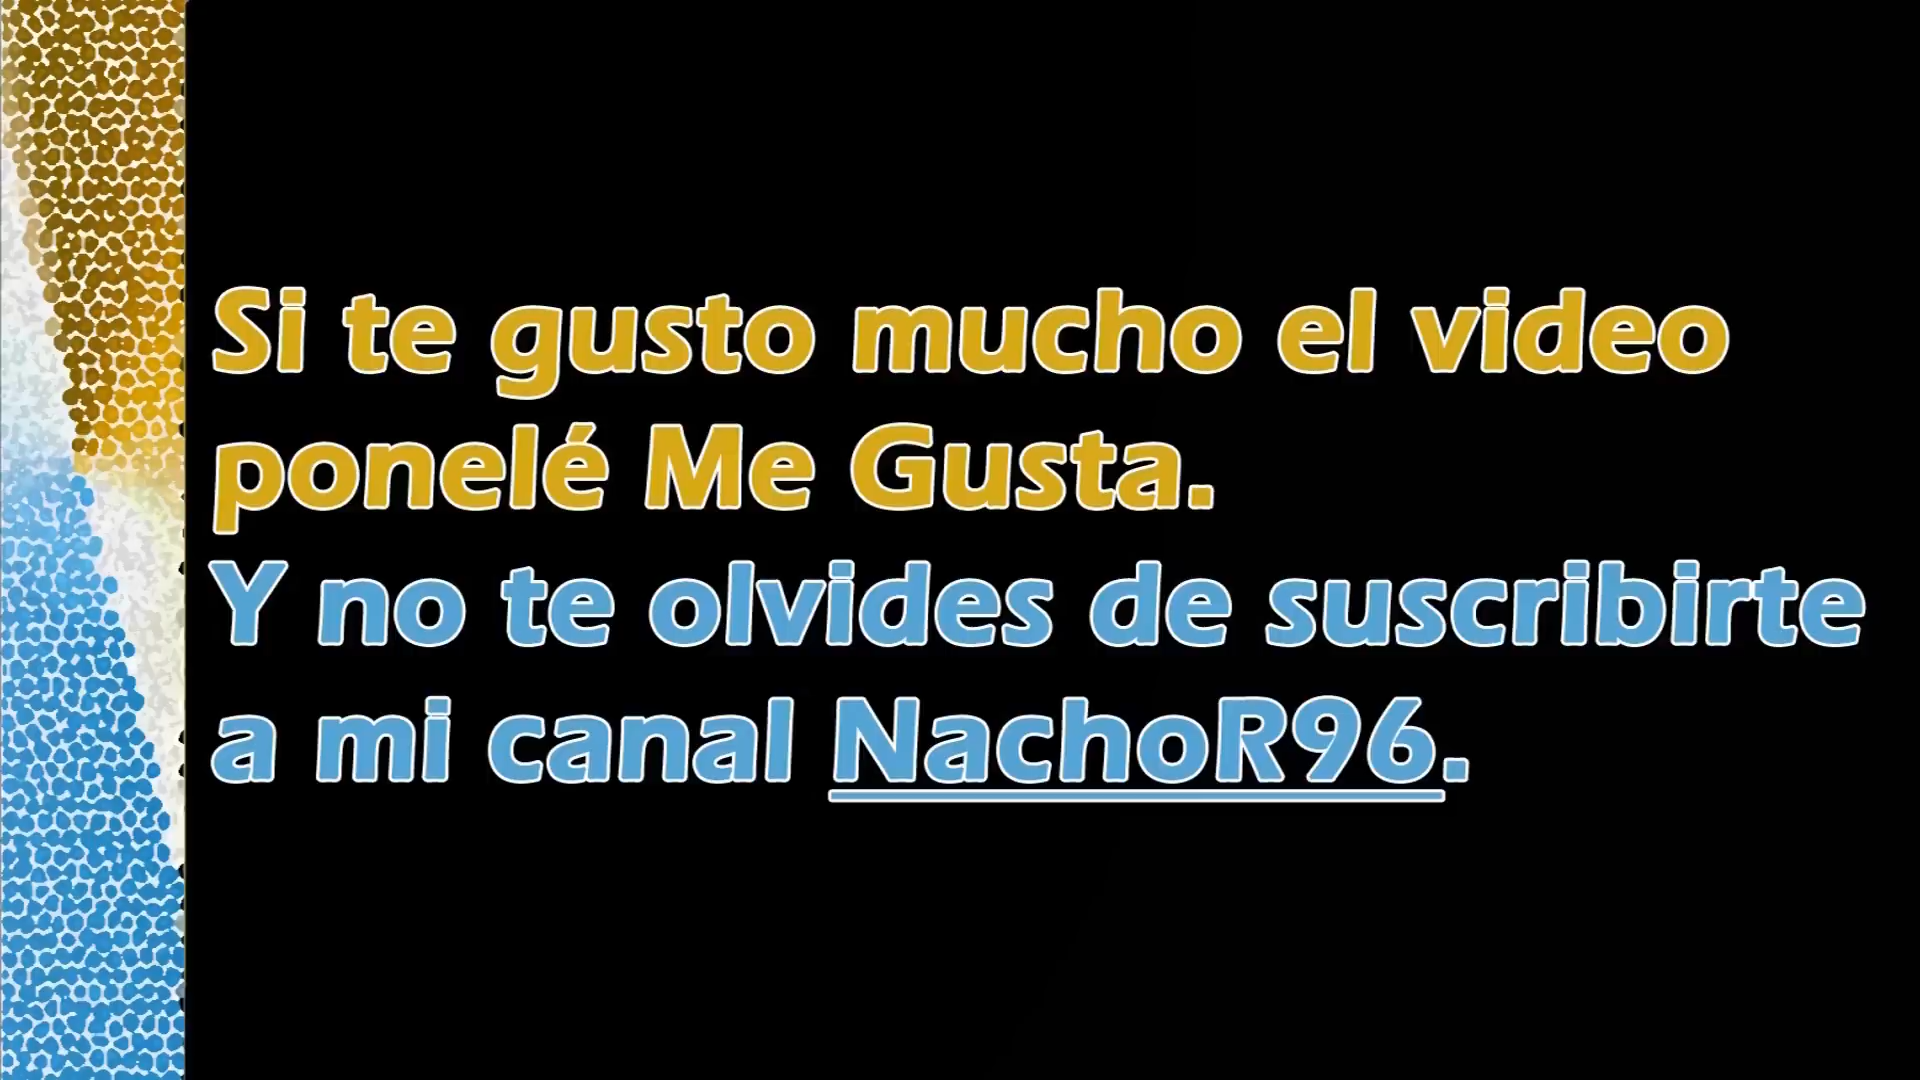 Si te gusto mucho el video
ponelé Me Gusta.
Y no te olvides de suscribirte
a mi canal NachoR96.